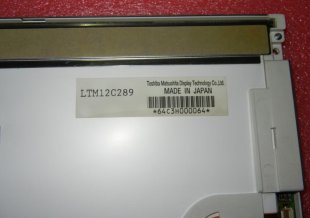 LTM12C289
Toshiba Matsushita Display Technology Co., Ltd.
MADE IN JAPAN
*64C3H000064*